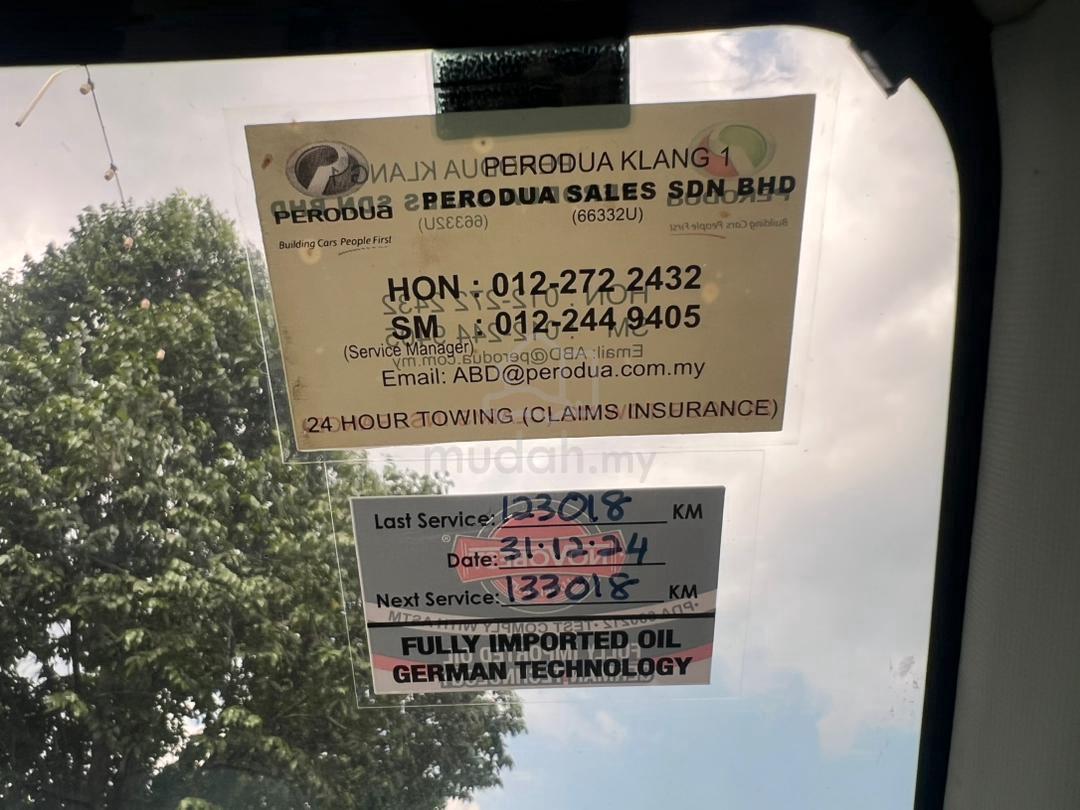 PERODUA KLANG 1
PERODUA
PERODUA SALES SDN BHD
(66332U)
Building Cars People First
HON : 012-272 2432
SM : 012-244 9405
(Service Manager)
Email: ABD@perodua.com.my
24 HOUR TOWING (CLAIMS INSURANCE)
mudah.my
Last Service: 123018 KM
Date: 31.12.24
Next Service: 133018 KM
FULLY IMPORTED OIL
GERMAN TECHNOLOGY